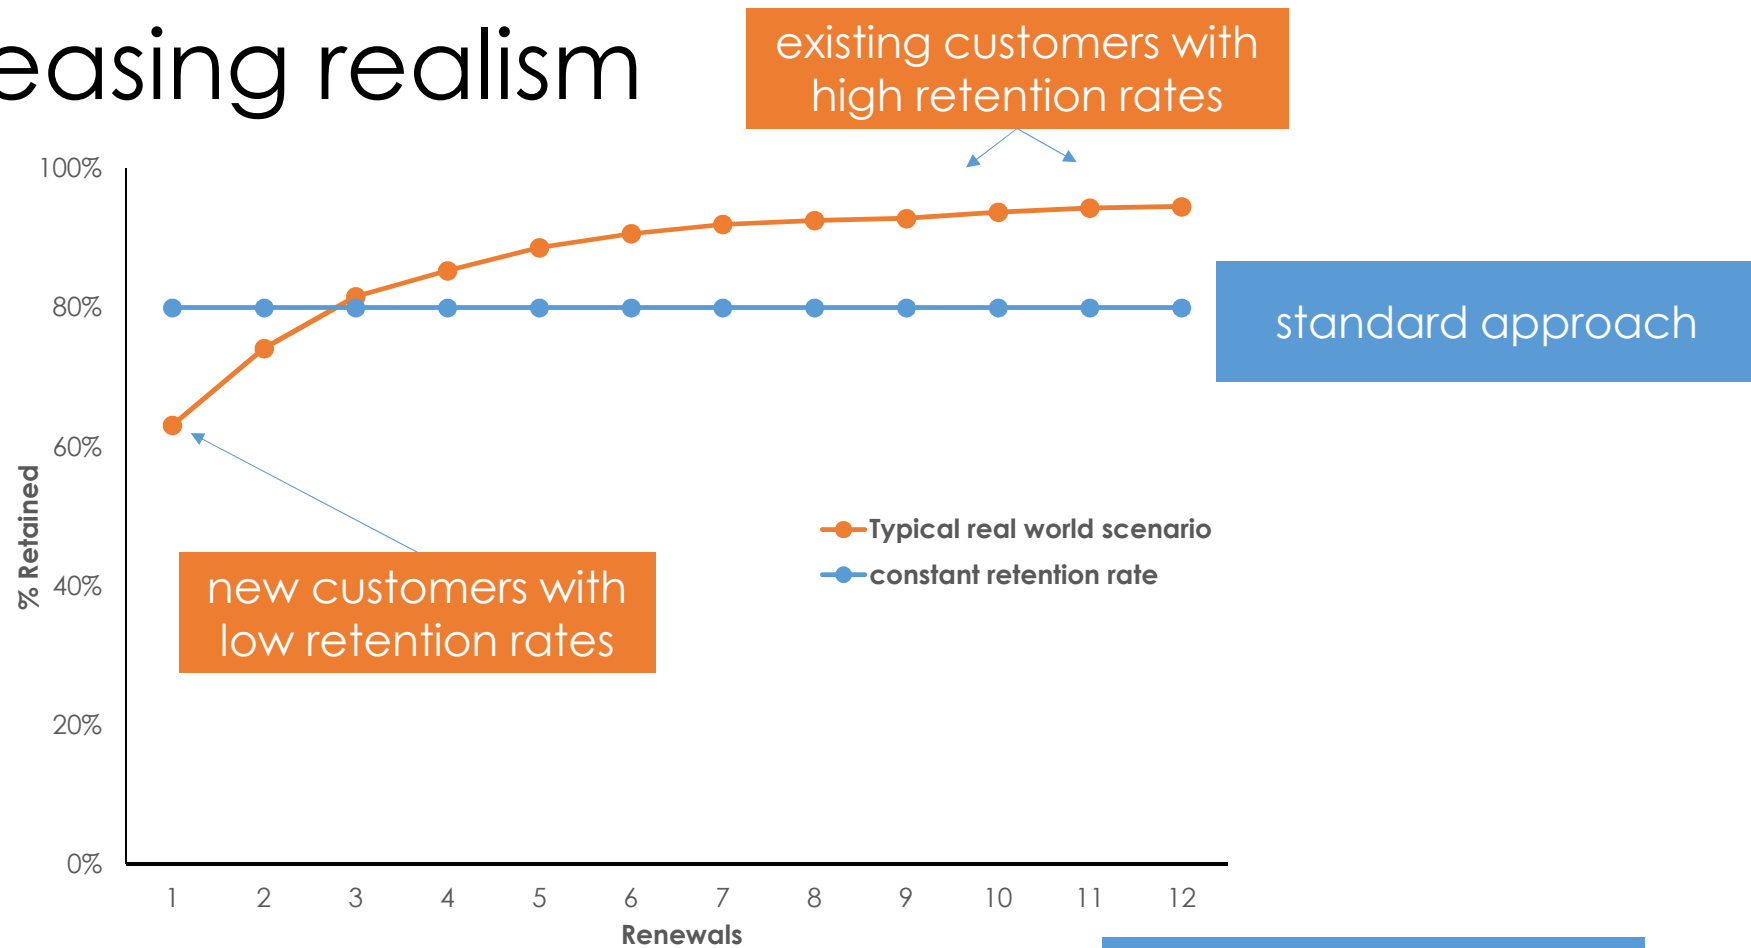 easing realism
existing customers with
high retention rates
100%
80%
60%
40%
20%
0%
% Retained
standard approach
new customers with
low retention rates
Typical real world scenario
constant retention rate
1 2 3 4 5 6 7 8 9 10 11 12
Renewals